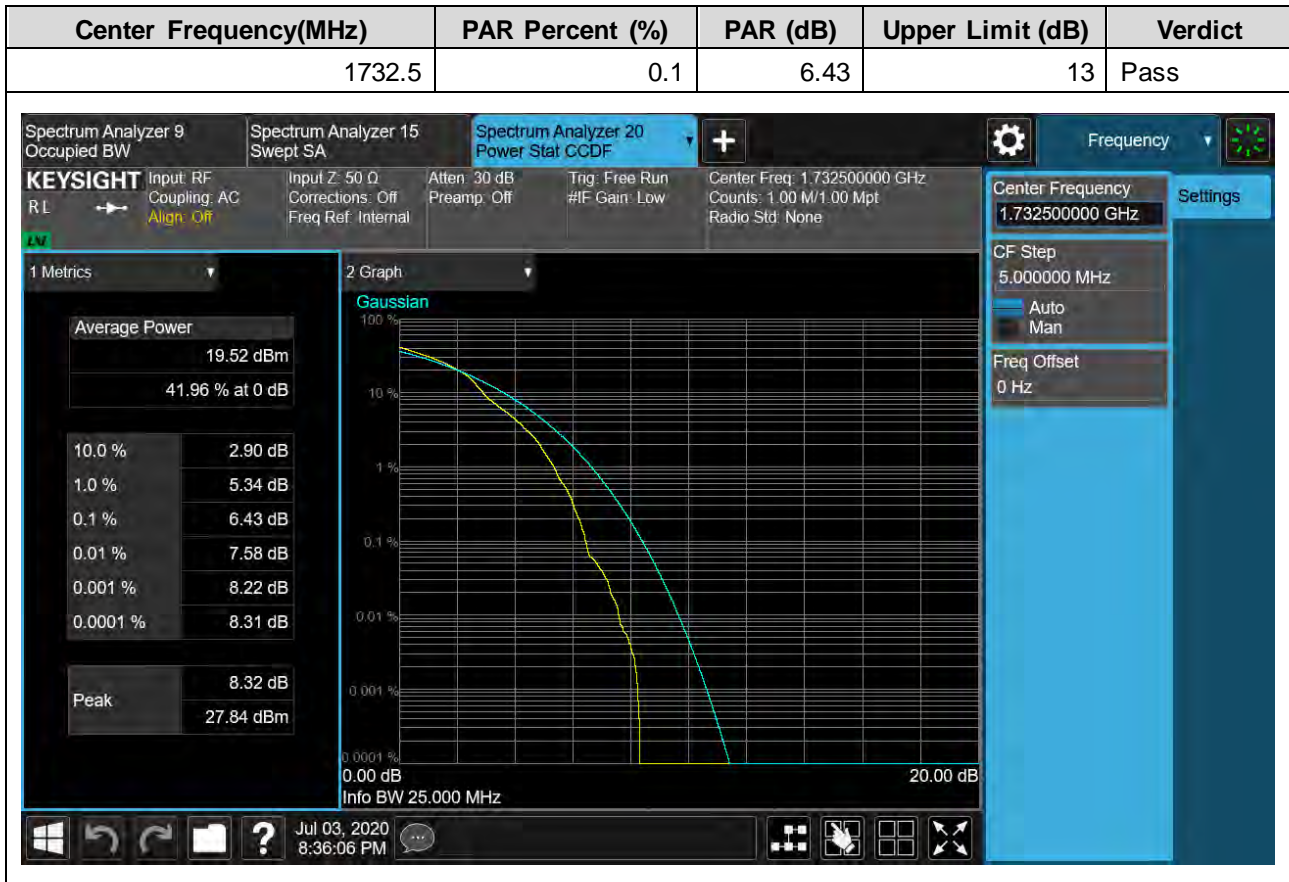 Center Frequency(MHz) PAR Percent (%) PAR (dB) Upper Limit (dB) Verdict
1732.5 0.1 6.43 13 Pass
Spectrum Analyzer 9 Spectrum Analyzer 15 Spectrum Analyzer 20
Occupied BW Swept SA Power Stat CCDF
Frequency
KEYSIGHT Input: RF Input Z: 50 Ω Atten: 30 dB Trig: Free Run Center Freq: 1.732500000 GHz
R L Coupling: AC Corrections: Off Preamp: Off #IF Gain: Low Counts: 1.00 M/1.00 Mpt
Align: Off Freq Ref: Internal Radio Std: None
LNI
Center Frequency Settings
1.732500000 GHz
CF Step
5.000000 MHz
Auto
Man
Freq Offset
0 Hz
1 Metrics
Average Power
19.52 dBm
41.96 % at 0 dB
10.0 % 2.90 dB
1.0 % 5.34 dB
0.1 % 6.43 dB
0.01 % 7.58 dB
0.001 % 8.22 dB
0.0001 % 8.31 dB
Peak 8.32 dB
27.84 dBm
2 Graph
Gaussian
100 %
10 %
1 %
0.1 %
0.01 %
0.001 %
0.0001 %
0.00 dB 20.00 dB
Info BW 25.000 MHz
? Jul 03, 2020
8:36:06 PM